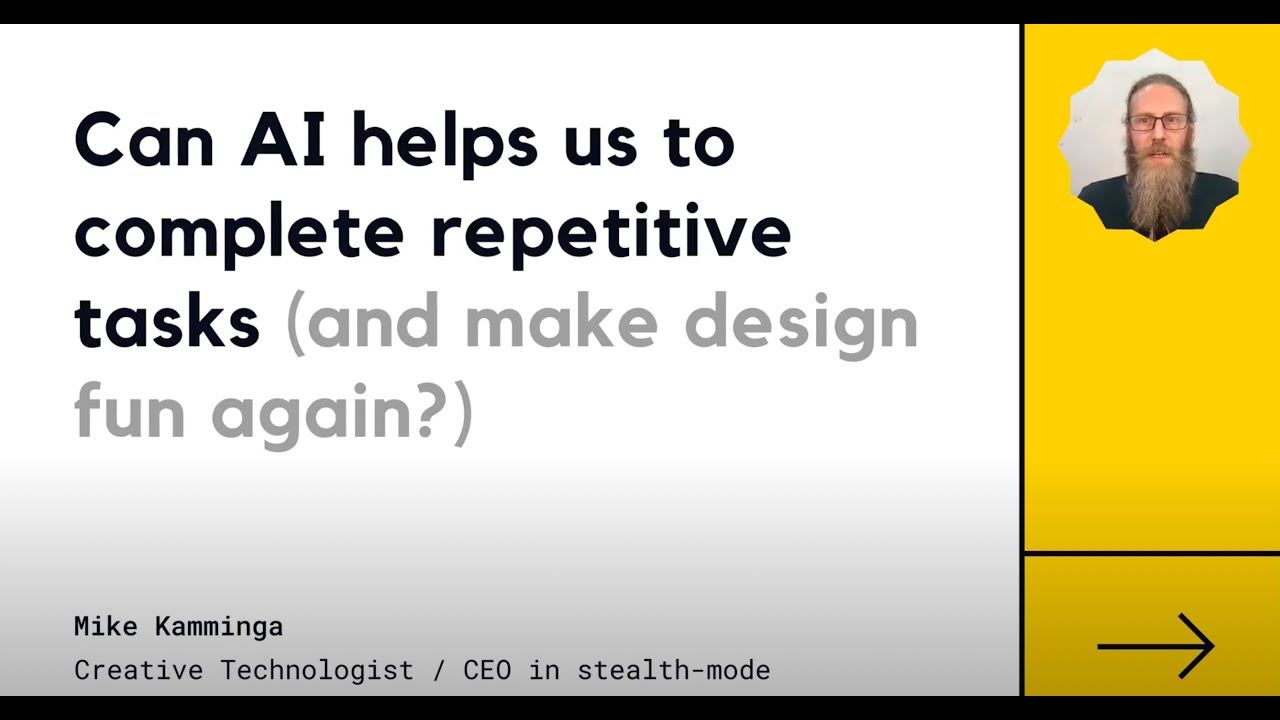 Can AI helps us to
complete repetitive
tasks (and make design
fun again?)
Mike Kamminga
Creative Technologist / CEO in stealth-mode